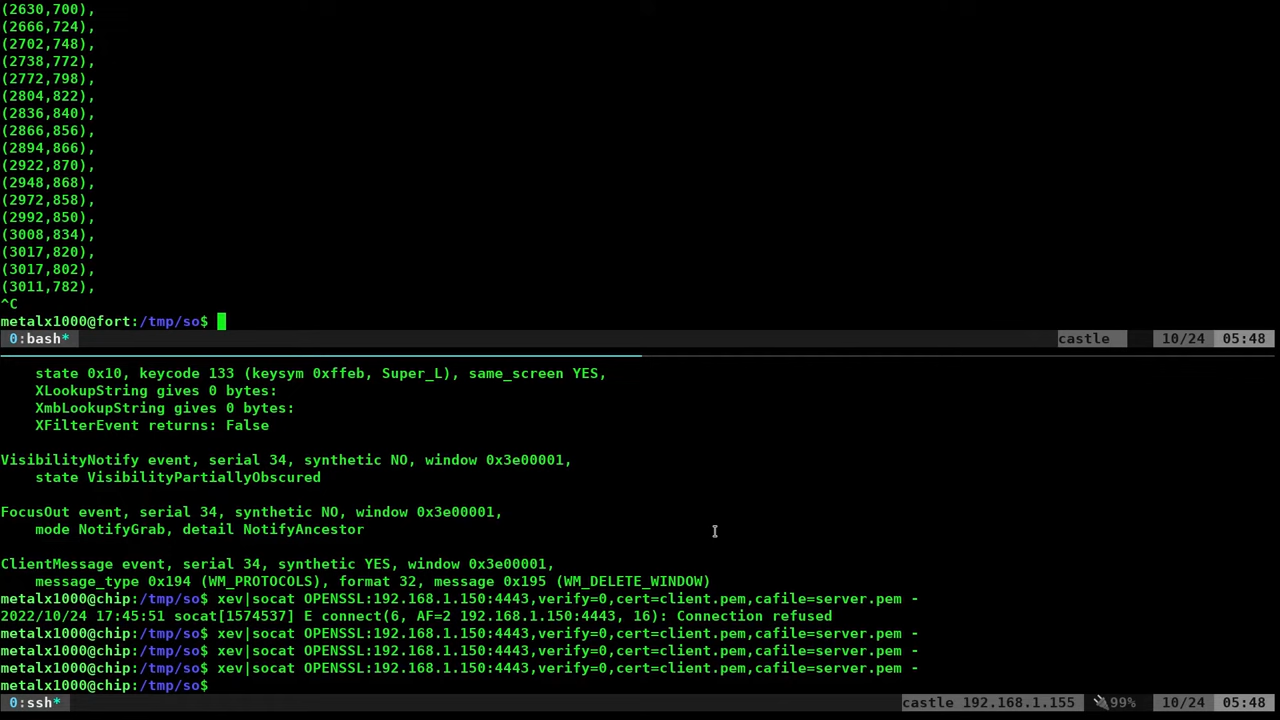 (2630,700),
(2666,724),
(2702,748),
(2738,772),
(2772,798),
(2804,822),
(2836,840),
(2866,856),
(2894,866),
(2922,870),
(2948,868),
(2972,858),
(2992,850),
(3008,834),
(3017,820),
(3017,802),
(3011,782),
^C
metalx1000@fort:/tmp/so$
0:bash* castle 10/24 05:48
state 0x10, keycode 133 (keysym 0xffeb, Super_L), same_screen YES,
XLookupString gives 0 bytes:
XmbLookupString gives 0 bytes:
XFilterEvent returns: False
VisibilityNotify event, serial 34, synthetic NO, window 0x3e00001,
state VisibilityPartiallyObscured
FocusOut event, serial 34, synthetic NO, window 0x3e00001,
mode NotifyGrab, detail NotifyAncestor
ClientMessage event, serial 34, synthetic YES, window 0x3e00001,
message_type 0x194 (WM_PROTOCOLS), format 32, message 0x195 (WM_DELETE_WINDOW)
metalx1000@chip:/tmp/so$ xev|socat OPENSSL:192.168.1.150:4443,verify=0,cert=client.pem,cafile=server.pem -
2022/10/24 17:45:51 socat[1574537] E connect(6, AF=2 192.168.1.150:4443, 16): Connection refused
metalx1000@chip:/tmp/so$ xev|socat OPENSSL:192.168.1.150:4443,verify=0,cert=client.pem,cafile=server.pem -
metalx1000@chip:/tmp/so$ xev|socat OPENSSL:192.168.1.150:4443,verify=0,cert=client.pem,cafile=server.pem -
metalx1000@chip:/tmp/so$ xev|socat OPENSSL:192.168.1.150:4443,verify=0,cert=client.pem,cafile=server.pem -
metalx1000@chip:/tmp/so$
0:ssh* castle 192.168.1.155 🔌99% 10/24 05:48